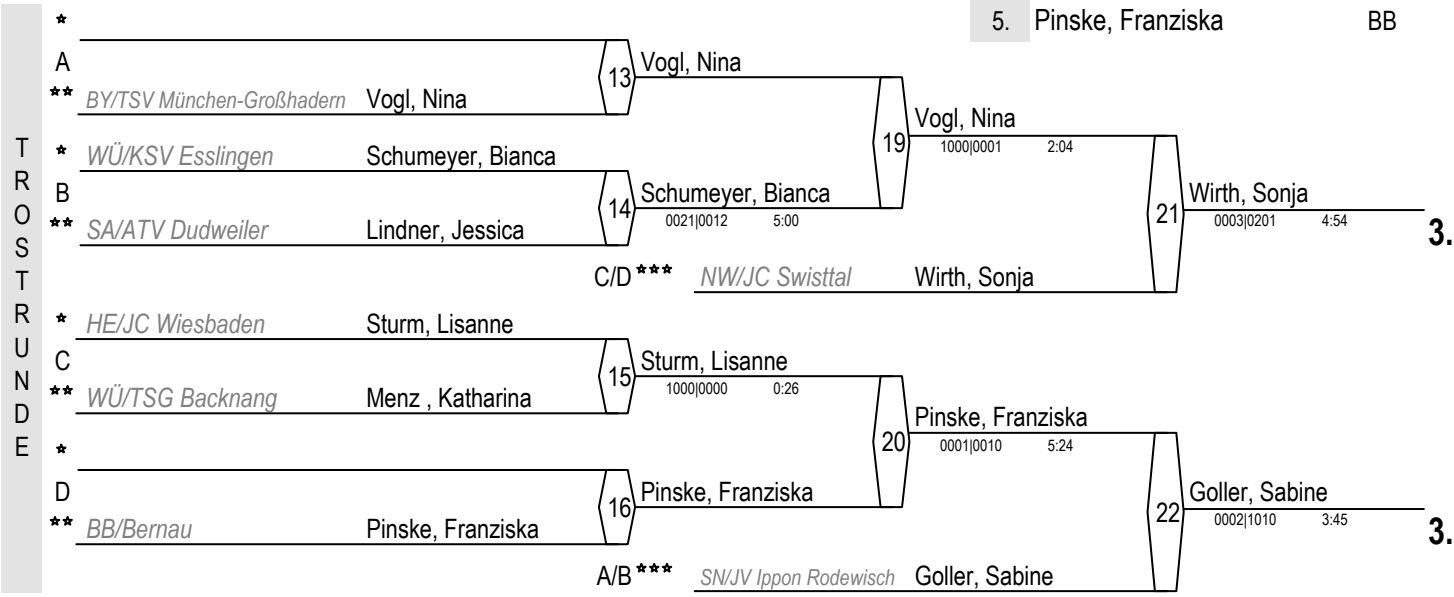 5. Pinske, Franziska BB
TROSTRUNDE
*
A
13 Vogl, Nina
** BY/TSV München-Großhadern Vogl, Nina
19 Vogl, Nina
1000|0001 2:04
* WÜ/KSV Esslingen Schumeyer, Bianca
B
14 Schumeyer, Bianca
0021|0012 5:00
** SA/ATV Dudweiler Lindner, Jessica
21 Wirth, Sonja
0003|0201 4:54
3.
C/D *** NW/JC Swisttal Wirth, Sonja
* HE/JC Wiesbaden Sturm, Lisanne
C
15 Sturm, Lisanne
1000|0000 0:26
** WÜ/TSG Backnang Menz , Katharina
20 Pinske, Franziska
0001|0010 5:24
*
D
16 Pinske, Franziska
** BB/Bernau Pinske, Franziska
22 Goller, Sabine
0002|1010 3:45
3.
A/B *** SN/JV Ippon Rodewisch Goller, Sabine